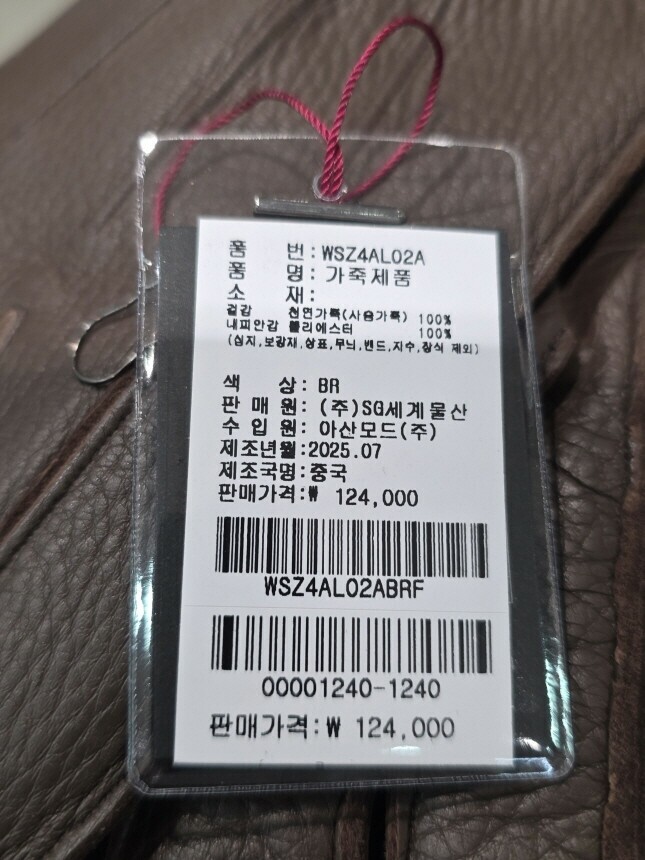 품 번:WSZ4AL02A
품 명:가죽제품
소 재:
겉감 천연가죽(사슴가죽) 100%
내피안감 폴리에스터 100%
(심지,보강재,상표,무늬,밴드,자수,장식 제외)
색 상:BR
판 매 원:(주)SG세계물산
수 입 원:아산모드(주)
제조년월:2025.07
제조국명:중국
판매가격:₩ 124,000
WSZ4AL02ABRF
00001240-1240
판매가격:₩ 124,000